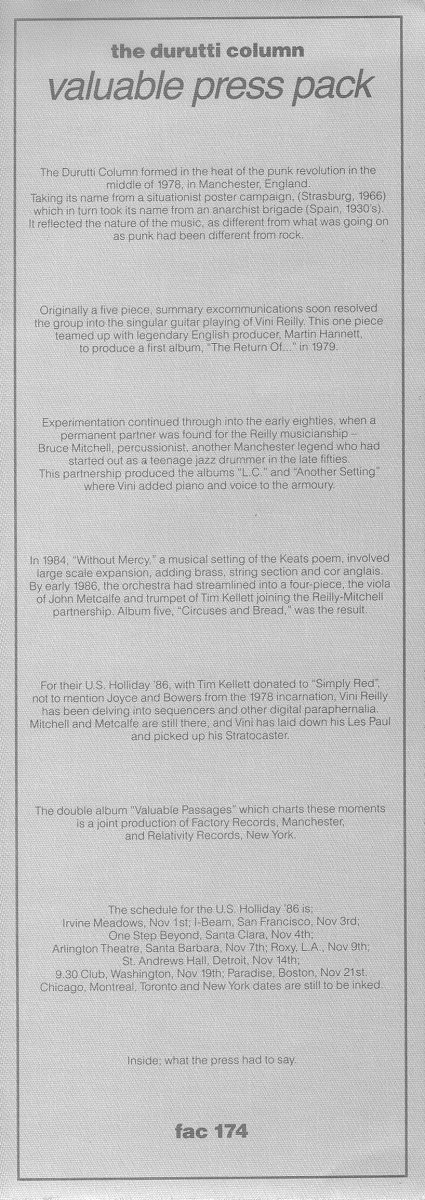 the durutti column
valuable press pack
The Durutti Column formed in the heat of the punk revolution in the
middle of 1978, in Manchester, England.
Taking its name from a situationist poster campaign, (Strasburg, 1966)
which in turn took its name from an anarchist brigade (Spain, 1930's).
It reflected the nature of the music, as different from what was going on
as punk had been different from rock.
Originally a five piece, summary excommunications soon resolved
the group into the singular guitar playing of Vini Reilly. This one piece
teamed up with legendary English producer, Martin Hannett,
to produce a first album, "The Return Of..." in 1979.
Experimentation continued through into the early eighties, when a
permanent partner was found for the Reilly musicianship –
Bruce Mitchell, percussionist, another Manchester legend who had
started out as a teenage jazz drummer in the late fifties.
This partnership produced the albums "L.C." and "Another Setting"
where Vini added piano and voice to the armoury.
In 1984, "Without Mercy," a musical setting of the Keats poem, involved
large scale expansion, adding brass, string section and cor anglais.
By early 1986, the orchestra had streamlined into a four-piece, the viola
of John Metcalfe and trumpet of Tim Kellett joining the Reilly-Mitchell
partnership. Album five, "Circuses and Bread," was the result.
For their U.S. Holliday '86, with Tim Kellett donated to "Simply Red",
not to mention Joyce and Bowers from the 1978 incarnation, Vini Reilly
has been delving into sequencers and other digital paraphernalia.
Mitchell and Metcalfe are still there, and Vini has laid down his Les Paul
and picked up his Stratocaster.
The double album "Valuable Passages" which charts these moments
is a joint production of Factory Records, Manchester,
and Relativity Records, New York.
The schedule for the U.S. Holliday '86 is;
Irvine Meadows, Nov 1st; I-Beam, San Francisco, Nov 3rd;
One Step Beyond, Santa Clara, Nov 4th;
Arlington Theatre, Santa Barbara, Nov 7th; Roxy, L.A., Nov 9th;
St. Andrews Hall, Detroit, Nov 14th;
9.30 Club, Washington, Nov 19th; Paradise, Boston, Nov 21st.
Chicago, Montreal, Toronto and New York dates are still to be inked.
Inside; what the press had to say.
fac 174